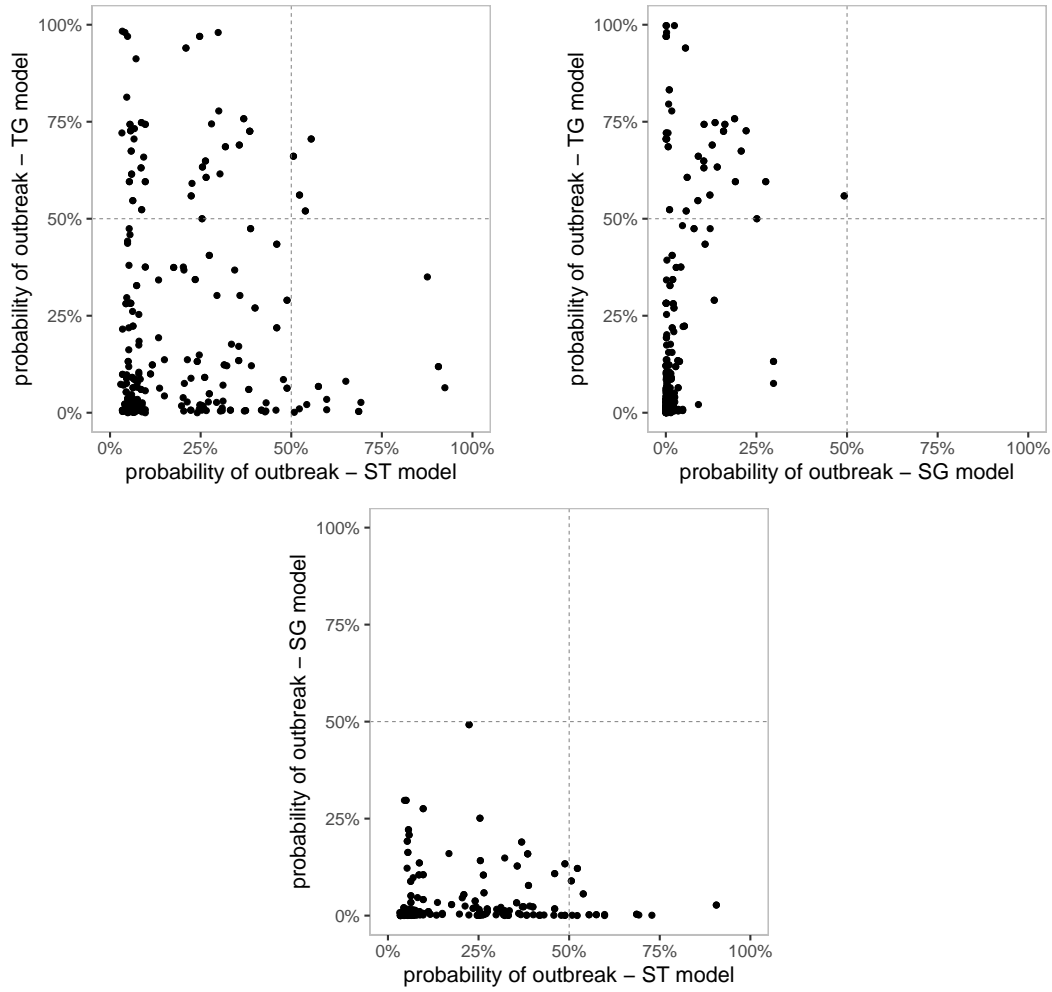 100%
75%
50%
25%
0%
probability of outbreak – TG model
0% 25% 50% 75% 100%
probability of outbreak – ST model
100%
75%
50%
25%
0%
probability of outbreak – TG model
0% 25% 50% 75% 100%
probability of outbreak – SG model
100%
75%
50%
25%
0%
probability of outbreak – SG model
0% 25% 50% 75% 100%
probability of outbreak – ST model